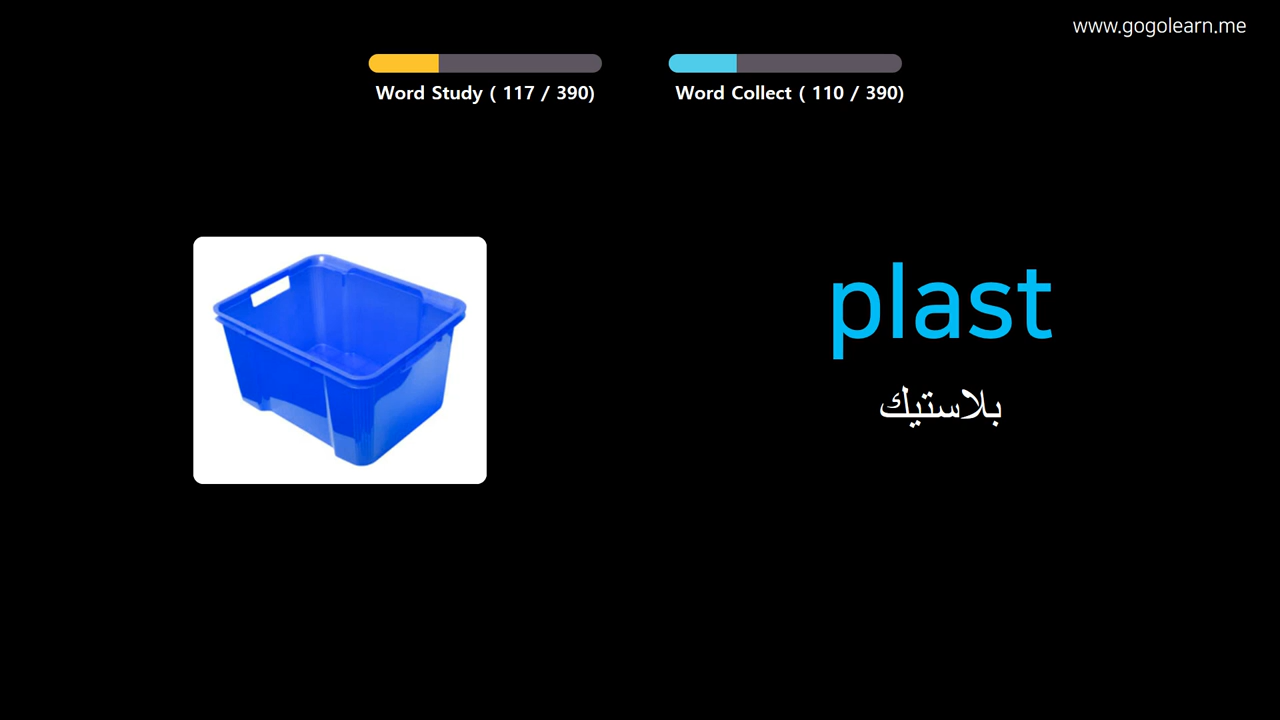 www.gogolearn.me
Word Study ( 117 / 390)
Word Collect ( 110 / 390)
plast
بلاستيك